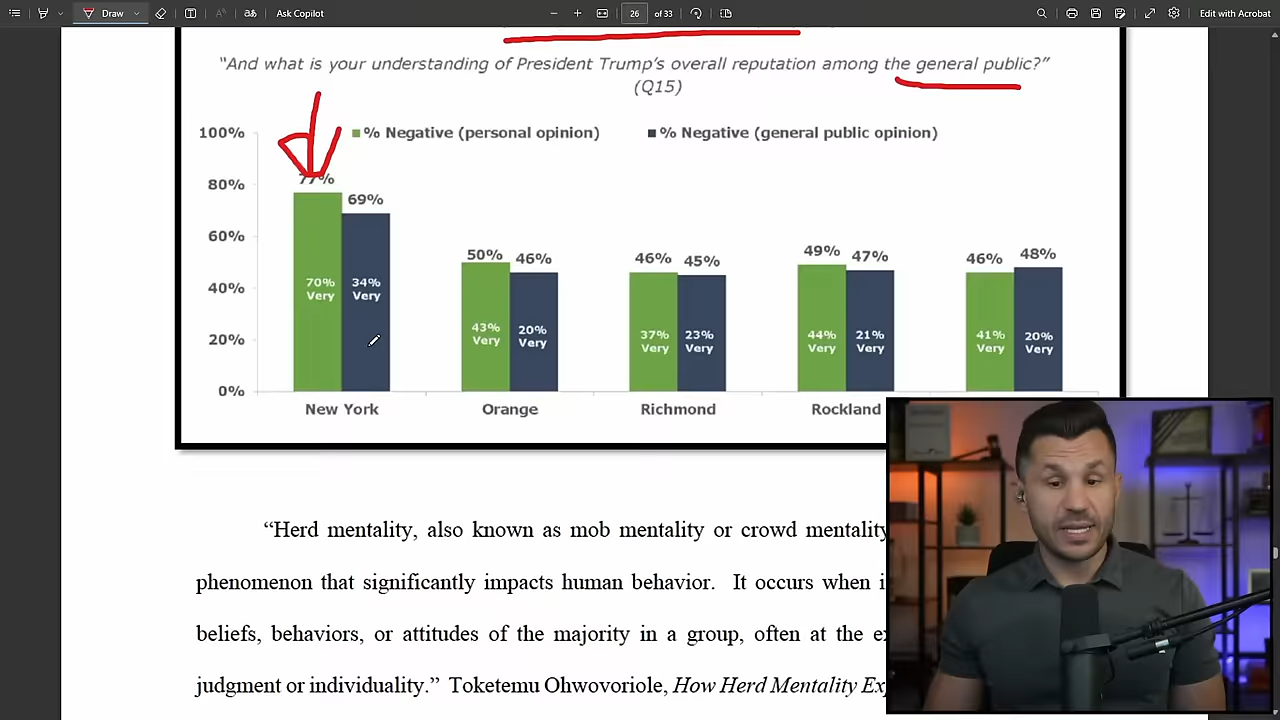 Draw
Ask Copilot
26
of 33
Edit with Acrobat
“And what is your understanding of President Trump’s overall reputation among the general public?”
(Q15)
% Negative (personal opinion)
% Negative (general public opinion)
100%
80%
60%
40%
20%
0%
77%
69%
70%
Very
34%
Very
50%
46%
43%
Very
20%
Very
46%
45%
37%
Very
23%
Very
49%
47%
44%
Very
21%
Very
46%
48%
41%
Very
20%
Very
New York
Orange
Richmond
Rockland
“Herd mentality, also known as mob mentality or crowd mentality
phenomenon that significantly impacts human behavior. It occurs when
beliefs, behaviors, or attitudes of the majority in a group, often at the
judgment or individuality.” Toketemu Ohwovoriole, How Herd Mentality